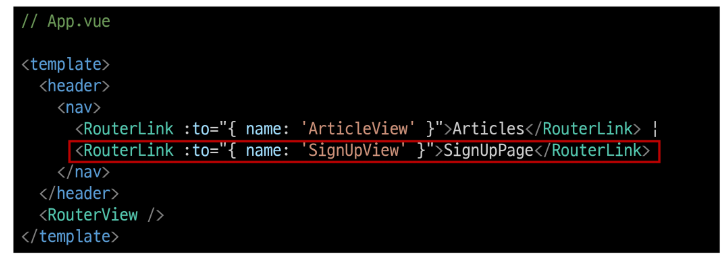 // App.vue
<template>
<header>
<nav>
<RouterLink :to="{ name: 'ArticleView' }">Articles</RouterLink> |
<RouterLink :to="{ name: 'SignUpView' }">SignUpPage</RouterLink>
</nav>
</header>
<RouterView />
</template>